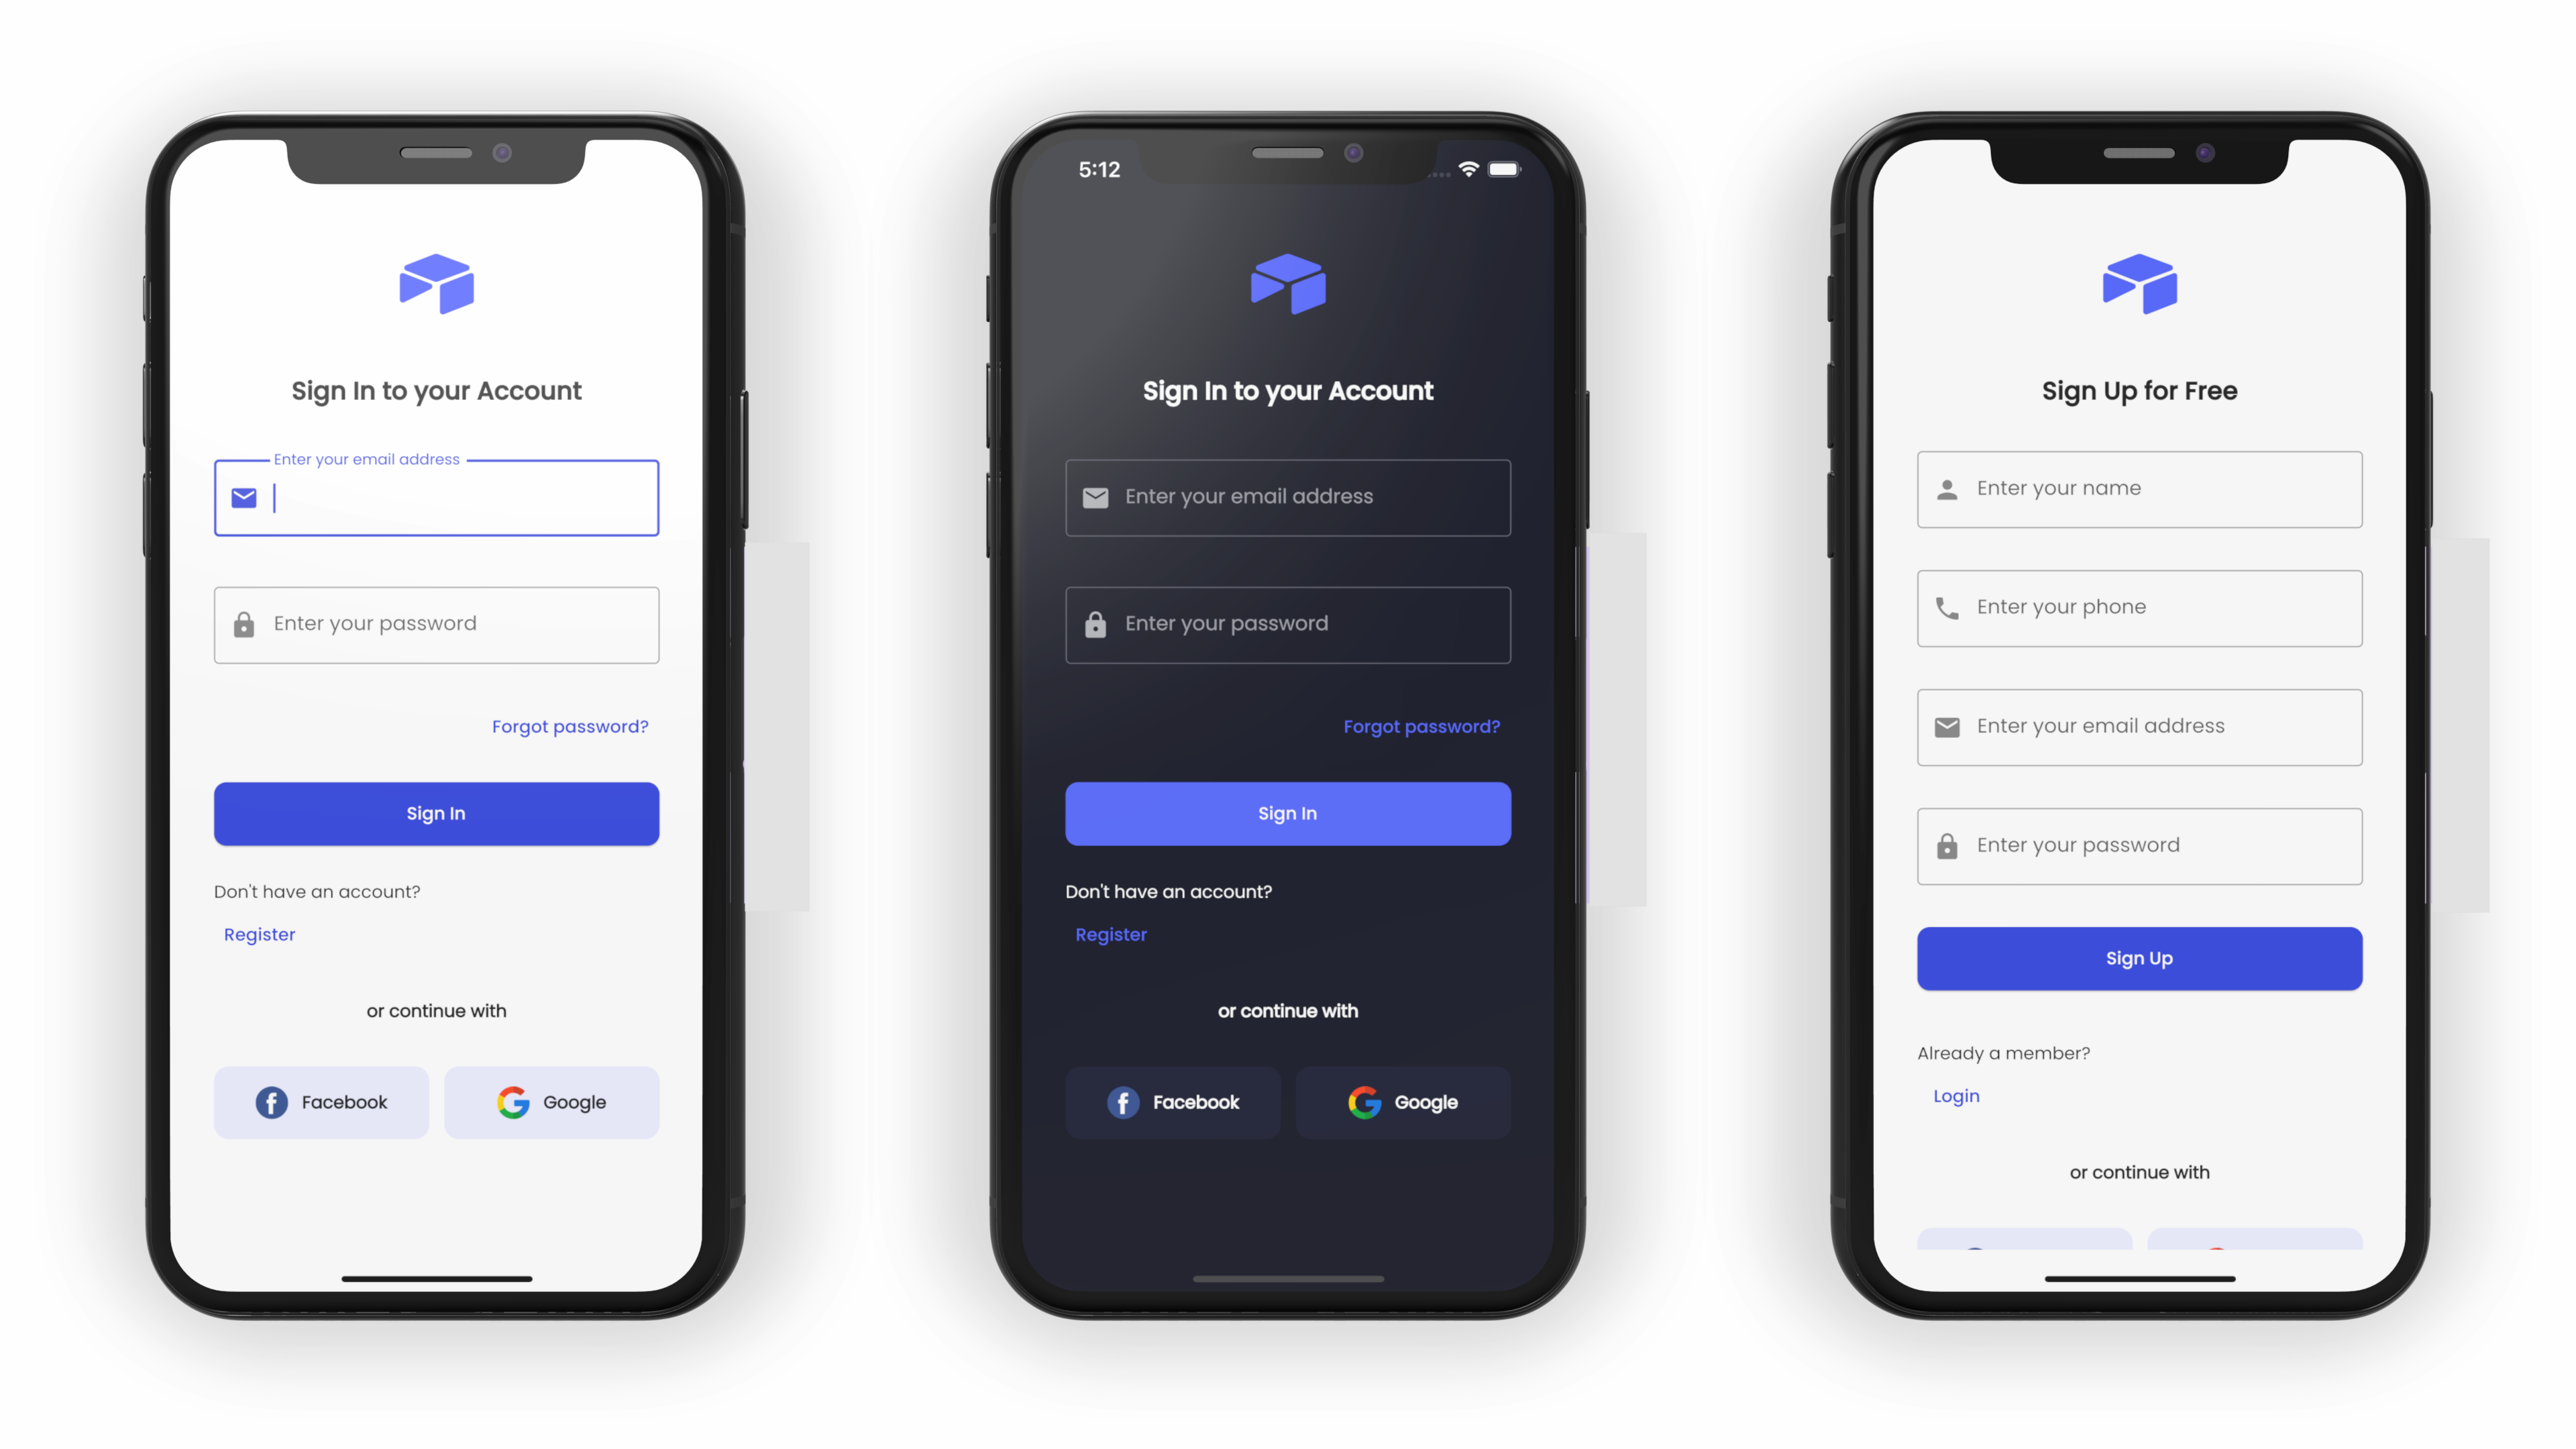 Sign In to your Account
Enter your email address
Enter your password
Forgot password?
Sign In
Don't have an account?
Register
or continue with
Facebook
Google
5:12
Sign In to your Account
Enter your email address
Enter your password
Forgot password?
Sign In
Don't have an account?
Register
or continue with
Facebook
Google
Sign Up for Free
Enter your name
Enter your phone
Enter your email address
Enter your password
Sign Up
Already a member?
Login
or continue with